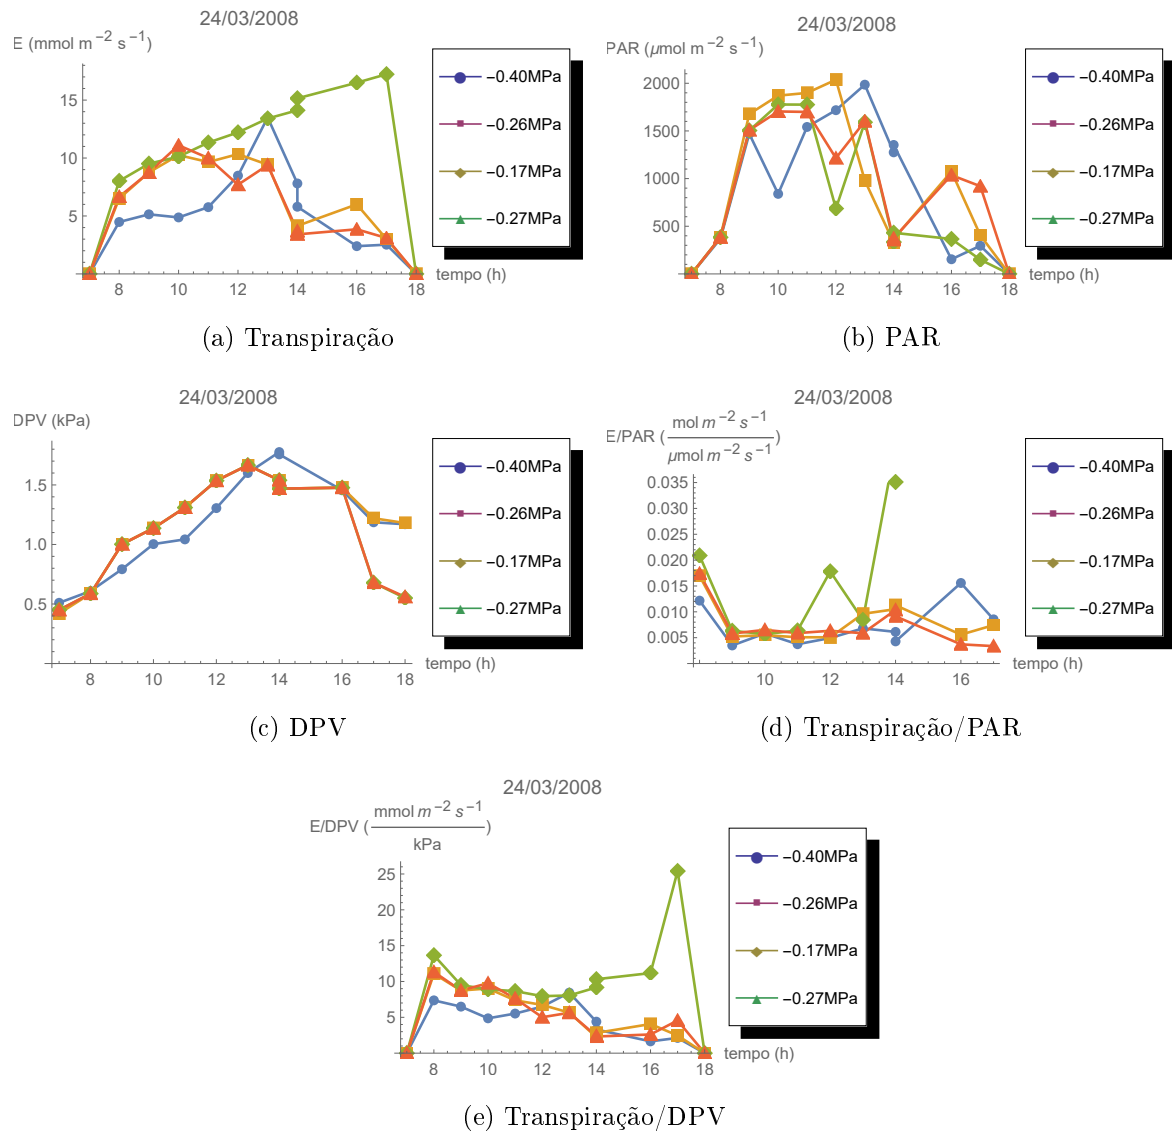 24/03/2008
E (mmol m⁻² s⁻¹)
15
10
5
8 10 12 14 16 18
tempo (h)
−0.40MPa
−0.26MPa
−0.17MPa
−0.27MPa
(a) Transpiração
24/03/2008
PAR (μmol m⁻² s⁻¹)
2000
1500
1000
500
8 10 12 14 16 18
tempo (h)
−0.40MPa
−0.26MPa
−0.17MPa
−0.27MPa
(b) PAR
24/03/2008
DPV (kPa)
1.5
1.0
0.5
8 10 12 14 16 18
tempo (h)
−0.40MPa
−0.26MPa
−0.17MPa
−0.27MPa
(c) DPV
24/03/2008
E/PAR (mol m⁻² s⁻¹ / μmol m⁻² s⁻¹)
0.035
0.030
0.025
0.020
0.015
0.010
0.005
10 12 14 16
tempo (h)
−0.40MPa
−0.26MPa
−0.17MPa
−0.27MPa
(d) Transpiração/PAR
24/03/2008
E/DPV (mmol m⁻² s⁻¹ / kPa)
25
20
15
10
5
8 10 12 14 16 18
tempo (h)
−0.40MPa
−0.26MPa
−0.17MPa
−0.27MPa
(e) Transpiração/DPV